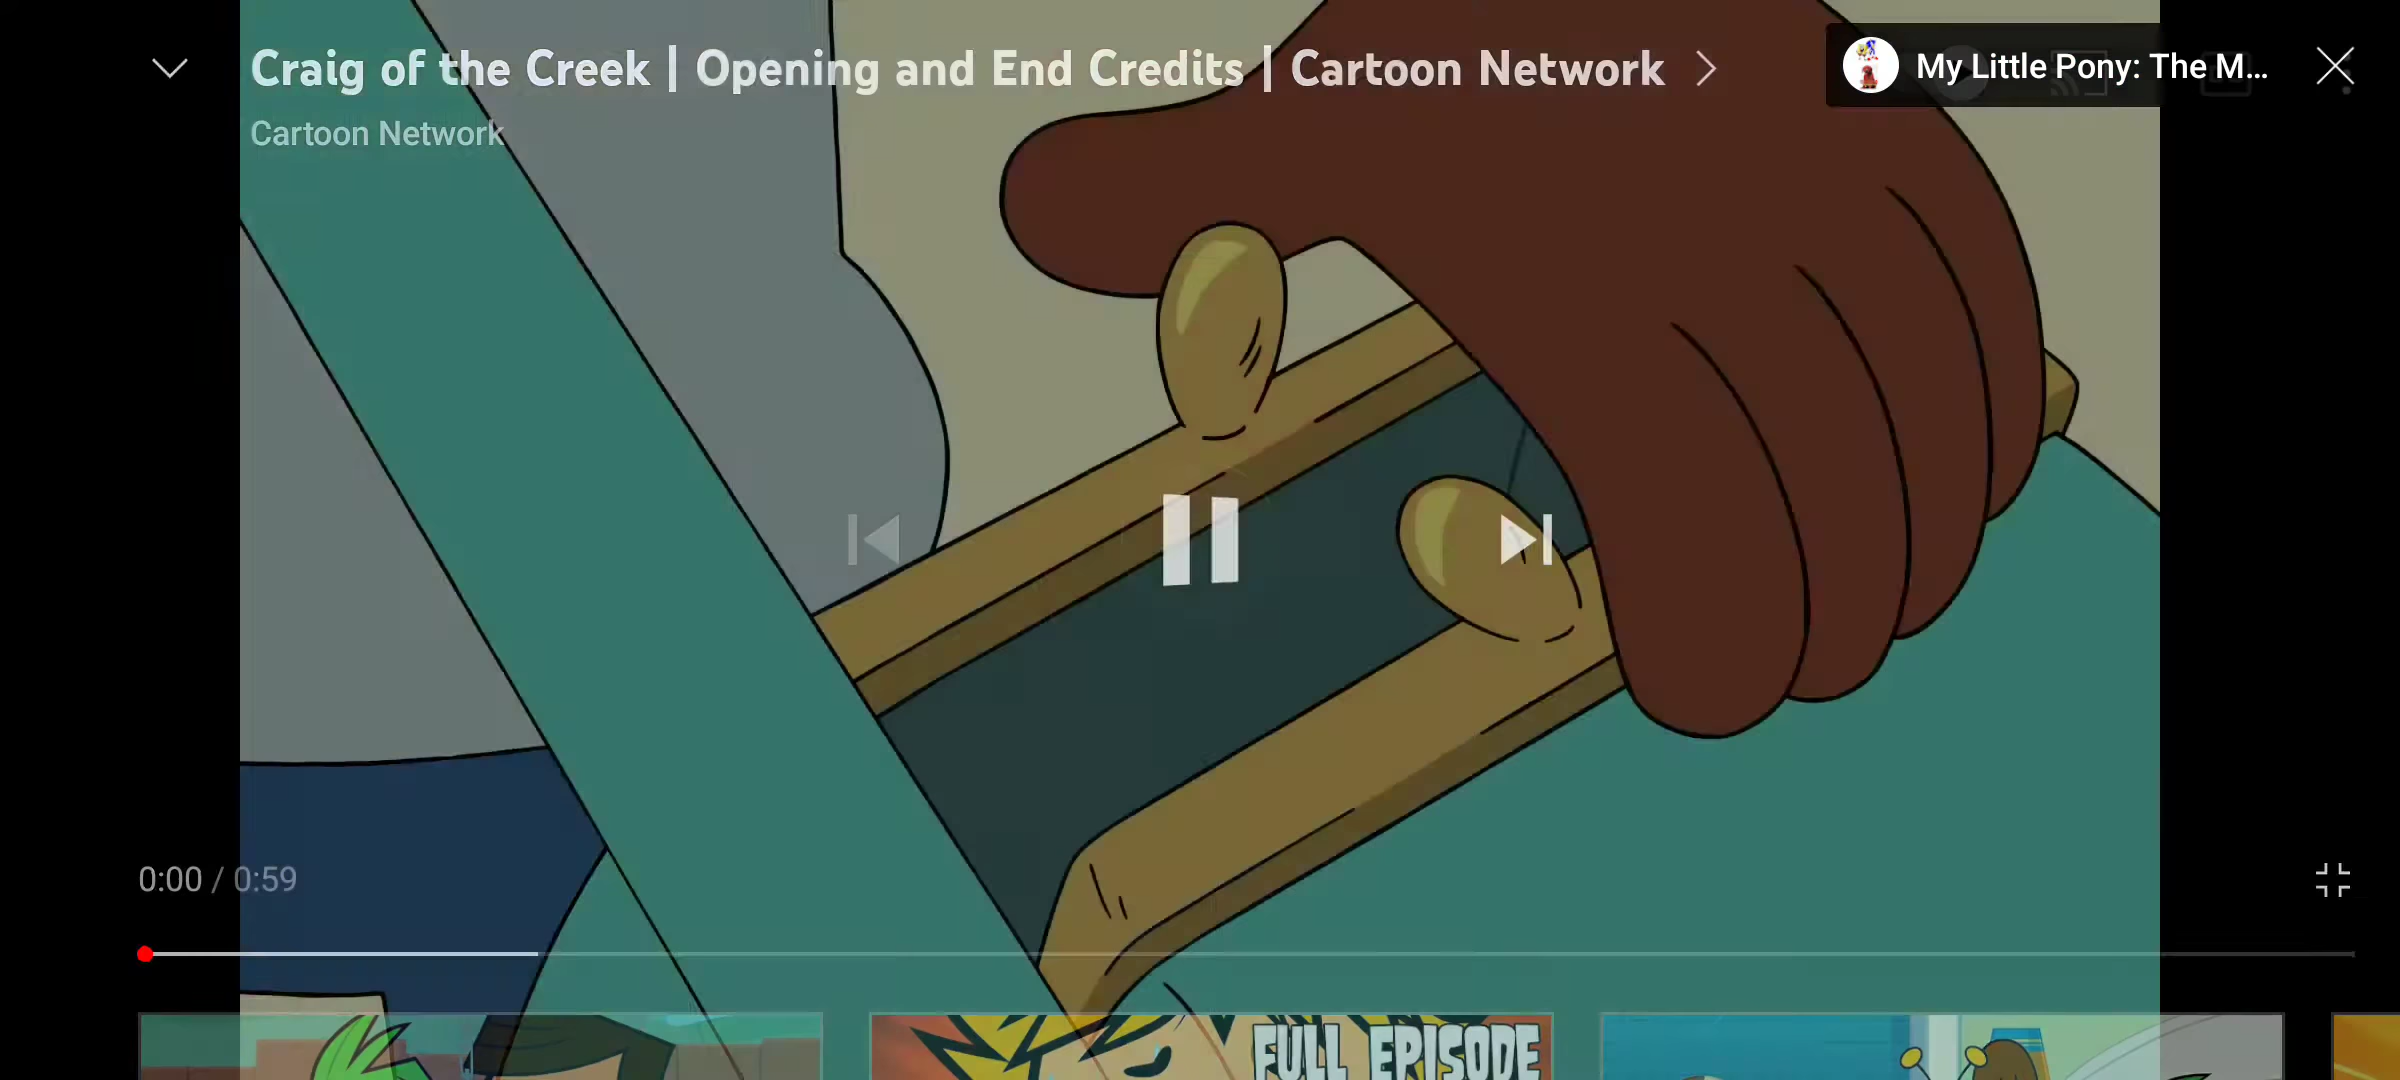 Craig of the Creek | Opening and End Credits | Cartoon Network
My Little Pony: The M...
Cartoon Network
0:00 / 0:59
FULL EPISODE